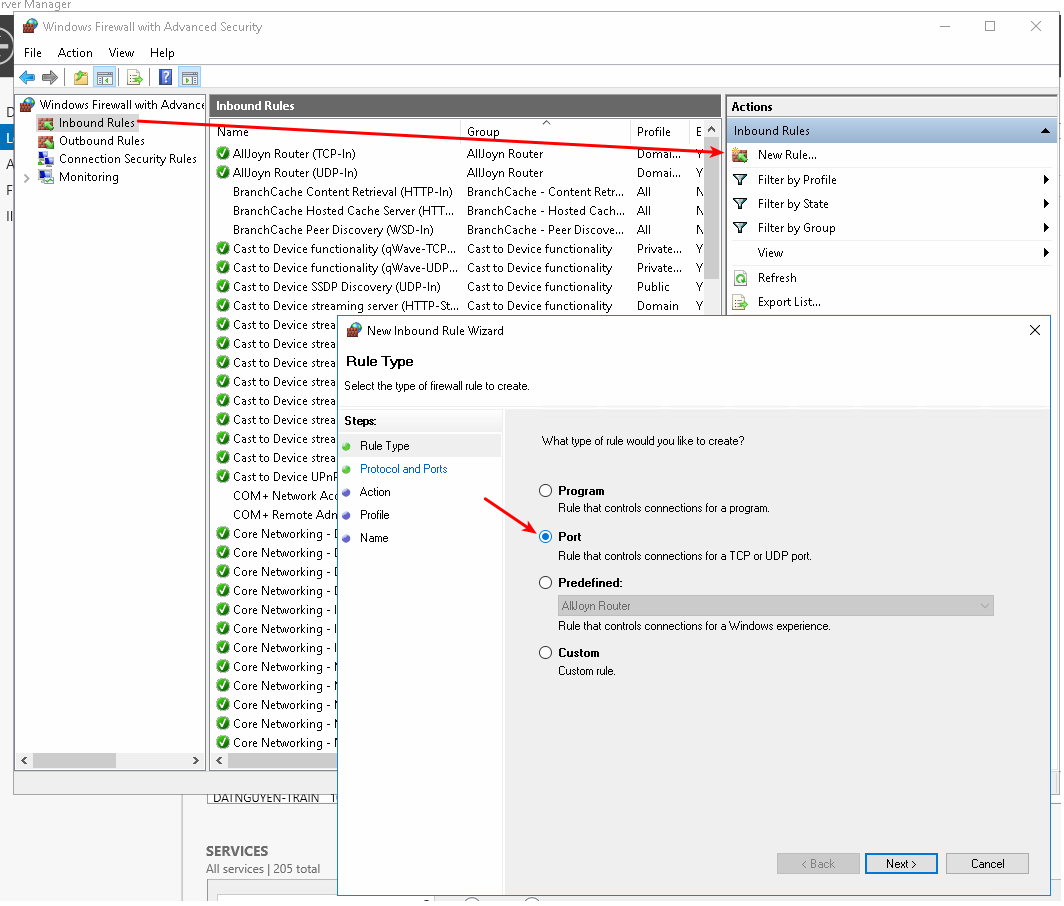 rver Manager
Windows Firewall with Advanced Security
File Action View Help
Windows Firewall with Advance
Inbound Rules
Outbound Rules
Connection Security Rules
Monitoring
Inbound Rules
Name Group Profile E
AllJoyn Router (TCP-In) AllJoyn Router Domai... Y
AllJoyn Router (UDP-In) AllJoyn Router Domai... Y
BranchCache Content Retrieval (HTTP-In) BranchCache - Content Retr... All N
BranchCache Hosted Cache Server (HTT... BranchCache - Hosted Cach... All N
BranchCache Peer Discovery (WSD-In) BranchCache - Peer Discove... All N
Cast to Device functionality (qWave-TCP... Cast to Device functionality Private... Y
Cast to Device functionality (qWave-UDP... Cast to Device functionality Private... Y
Cast to Device SSDP Discovery (UDP-In) Cast to Device functionality Public Y
Cast to Device streaming server (HTTP-St... Cast to Device functionality Domain Y
Cast to Device strea
Cast to Device strea
Cast to Device strea
Cast to Device strea
Cast to Device strea
Cast to Device strea
Cast to Device strea
Cast to Device strea
Cast to Device UPnP
COM+ Network Acc
COM+ Remote Adn
Core Networking - D
Core Networking - D
Core Networking - D
Core Networking - D
Core Networking - I
Core Networking - I
Core Networking - I
Core Networking - N
Core Networking - N
Core Networking - N
Core Networking - N
Core Networking - N
Actions
Inbound Rules
New Rule...
Filter by Profile
Filter by State
Filter by Group
View
Refresh
Export List...
New Inbound Rule Wizard
Rule Type
Select the type of firewall rule to create.
Steps:
Rule Type
Protocol and Ports
Action
Profile
Name
What type of rule would you like to create?
Program
Rule that controls connections for a program.
Port
Rule that controls connections for a TCP or UDP port.
Predefined:
AllJoyn Router
Rule that controls connections for a Windows experience.
Custom
Custom rule.
< Back Next > Cancel
DATNGUYEN-TRAIN
SERVICES
All services | 205 total